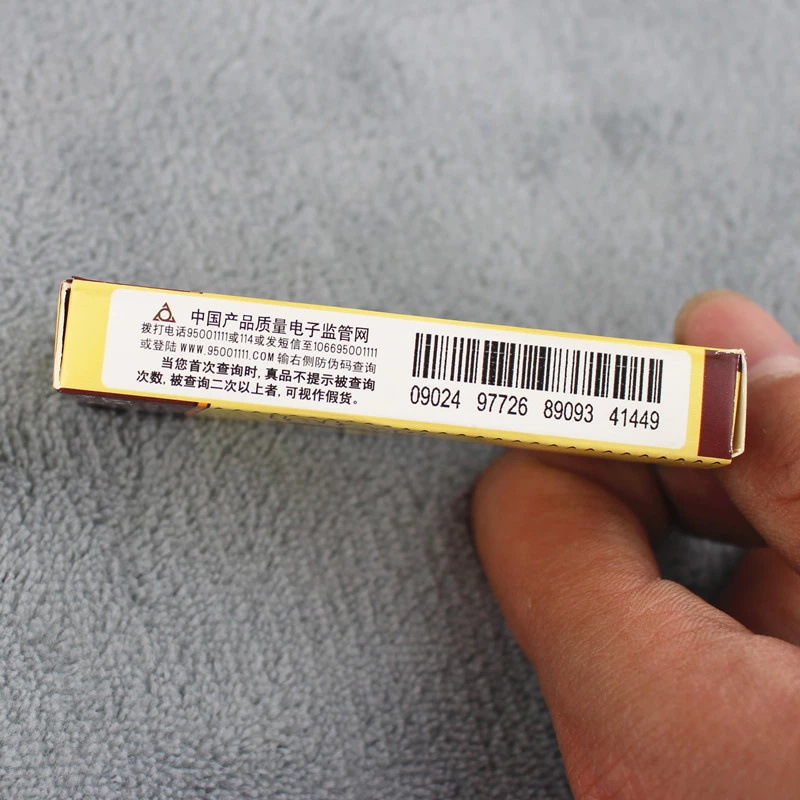 中国产品质量电子监管网
拨打电话95001111或114或发短信至106695001111
或登陆 WWW.95001111.COM 输右侧防伪码查询
当您首次查询时, 真品不提示被查询
次数, 被查询二次以上者, 可视作假货。
09024 97726 89093 41449